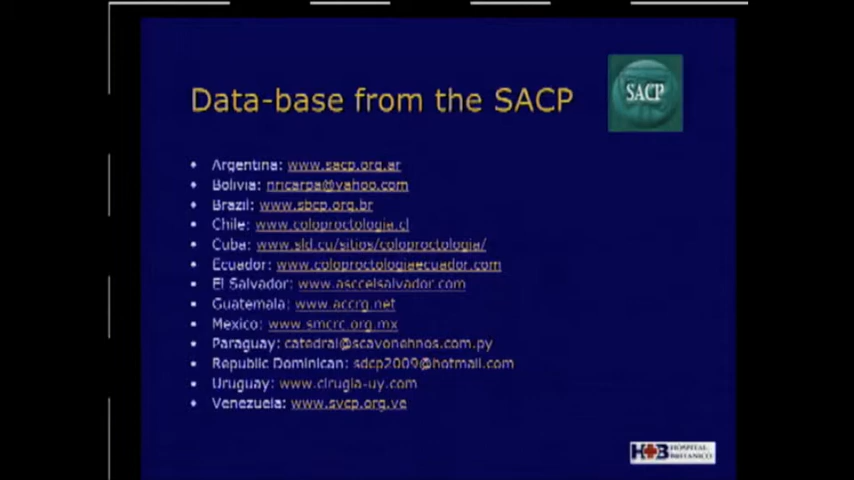 Data-base from the SACP
SACP
• Argentina: www.sacp.org.ar
• Bolivia: nricarpa@yahoo.com
• Brazil: www.sbcp.org.br
• Chile: www.coloproctologia.cl
• Cuba: www.sld.cu/sitios/coloproctologia/
• Ecuador: www.coloproctologiaecuador.com
• El Salvador: www.asccelsalvador.com
• Guatemala: www.accrg.net
• Mexico: www.smcrc.org.mx
• Paraguay: catedral@scavonehnos.com.py
• Republic Dominican: sdcp2009@hotmail.com
• Uruguay: www.cirugia-uy.com
• Venezuela: www.svcp.org.ve
HB HOSPITAL
BRITANICO